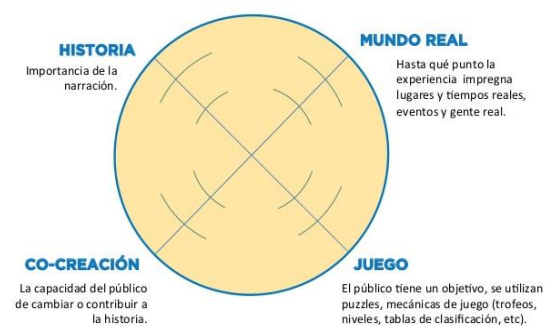 HISTORIA
Importancia de la
narración.
MUNDO REAL
Hasta qué punto la
experiencia impregna
lugares y tiempos reales,
eventos y gente real.
CO-CREACIÓN
La capacidad del público
de cambiar o contribuir a
la historia.
JUEGO
El público tiene un objetivo, se utilizan
puzzles, mecánicas de juego (trofeos,
niveles, tablas de clasificación, etc).